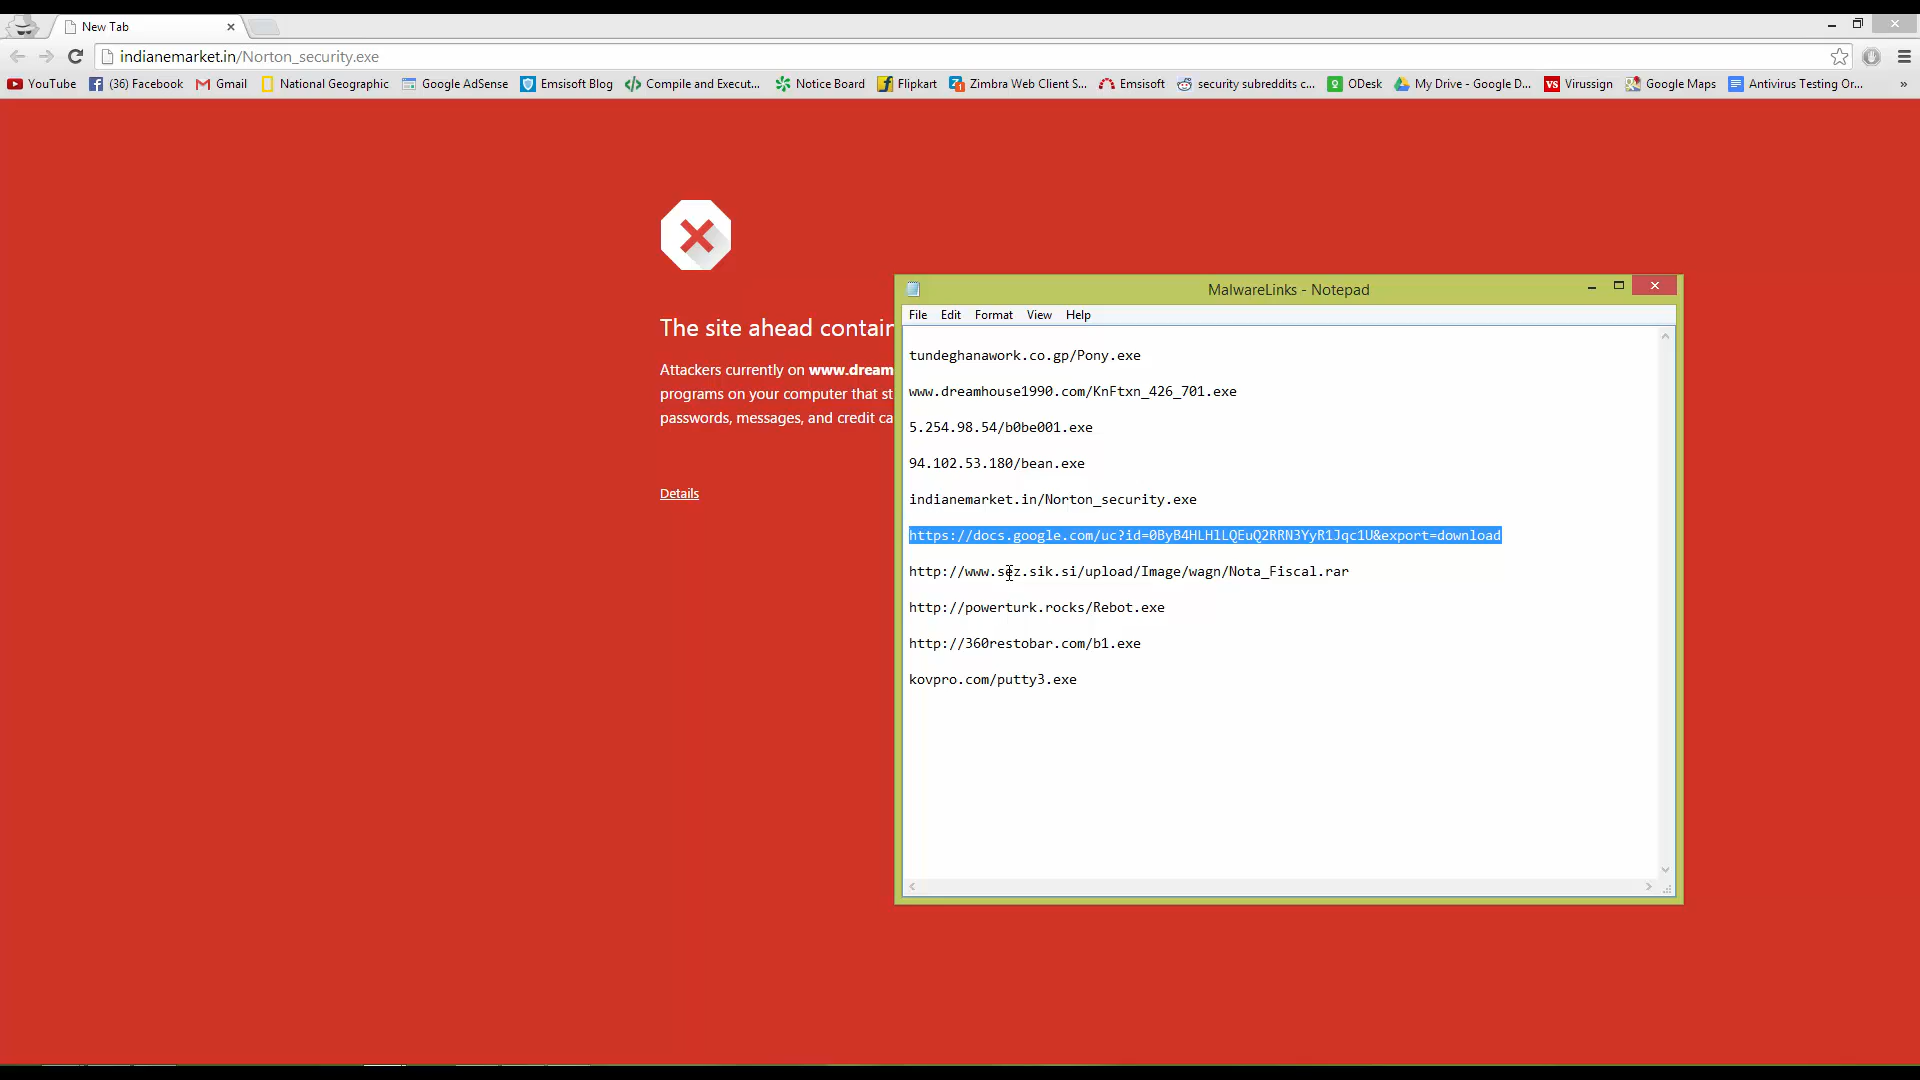 New Tab
indianemarket.in/Norton_security.exe
YouTube (36) Facebook Gmail National Geographic Google AdSense Emsisoft Blog Compile and Execut... Notice Board Flipkart Zimbra Web Client S... Emsisoft security subreddits c... ODesk My Drive - Google D... VS Virussign Google Maps Antivirus Testing Or... »
The site ahead contain
Attackers currently on www.dream
programs on your computer that st
passwords, messages, and credit ca
Details
MalwareLinks - Notepad
File Edit Format View Help
tundeghanawork.co.gp/Pony.exe
www.dreamhouse1990.com/KnFtxn_426_701.exe
5.254.98.54/b0be001.exe
94.102.53.180/bean.exe
indianemarket.in/Norton_security.exe
https://docs.google.com/uc?id=0ByB4HLHlLQEuQ2RRN3YyR1Jqc1U&export=download
http://www.sez.sik.si/upload/Image/wagn/Nota_Fiscal.rar
http://powerturk.rocks/Rebot.exe
http://360restobar.com/b1.exe
kovpro.com/putty3.exe